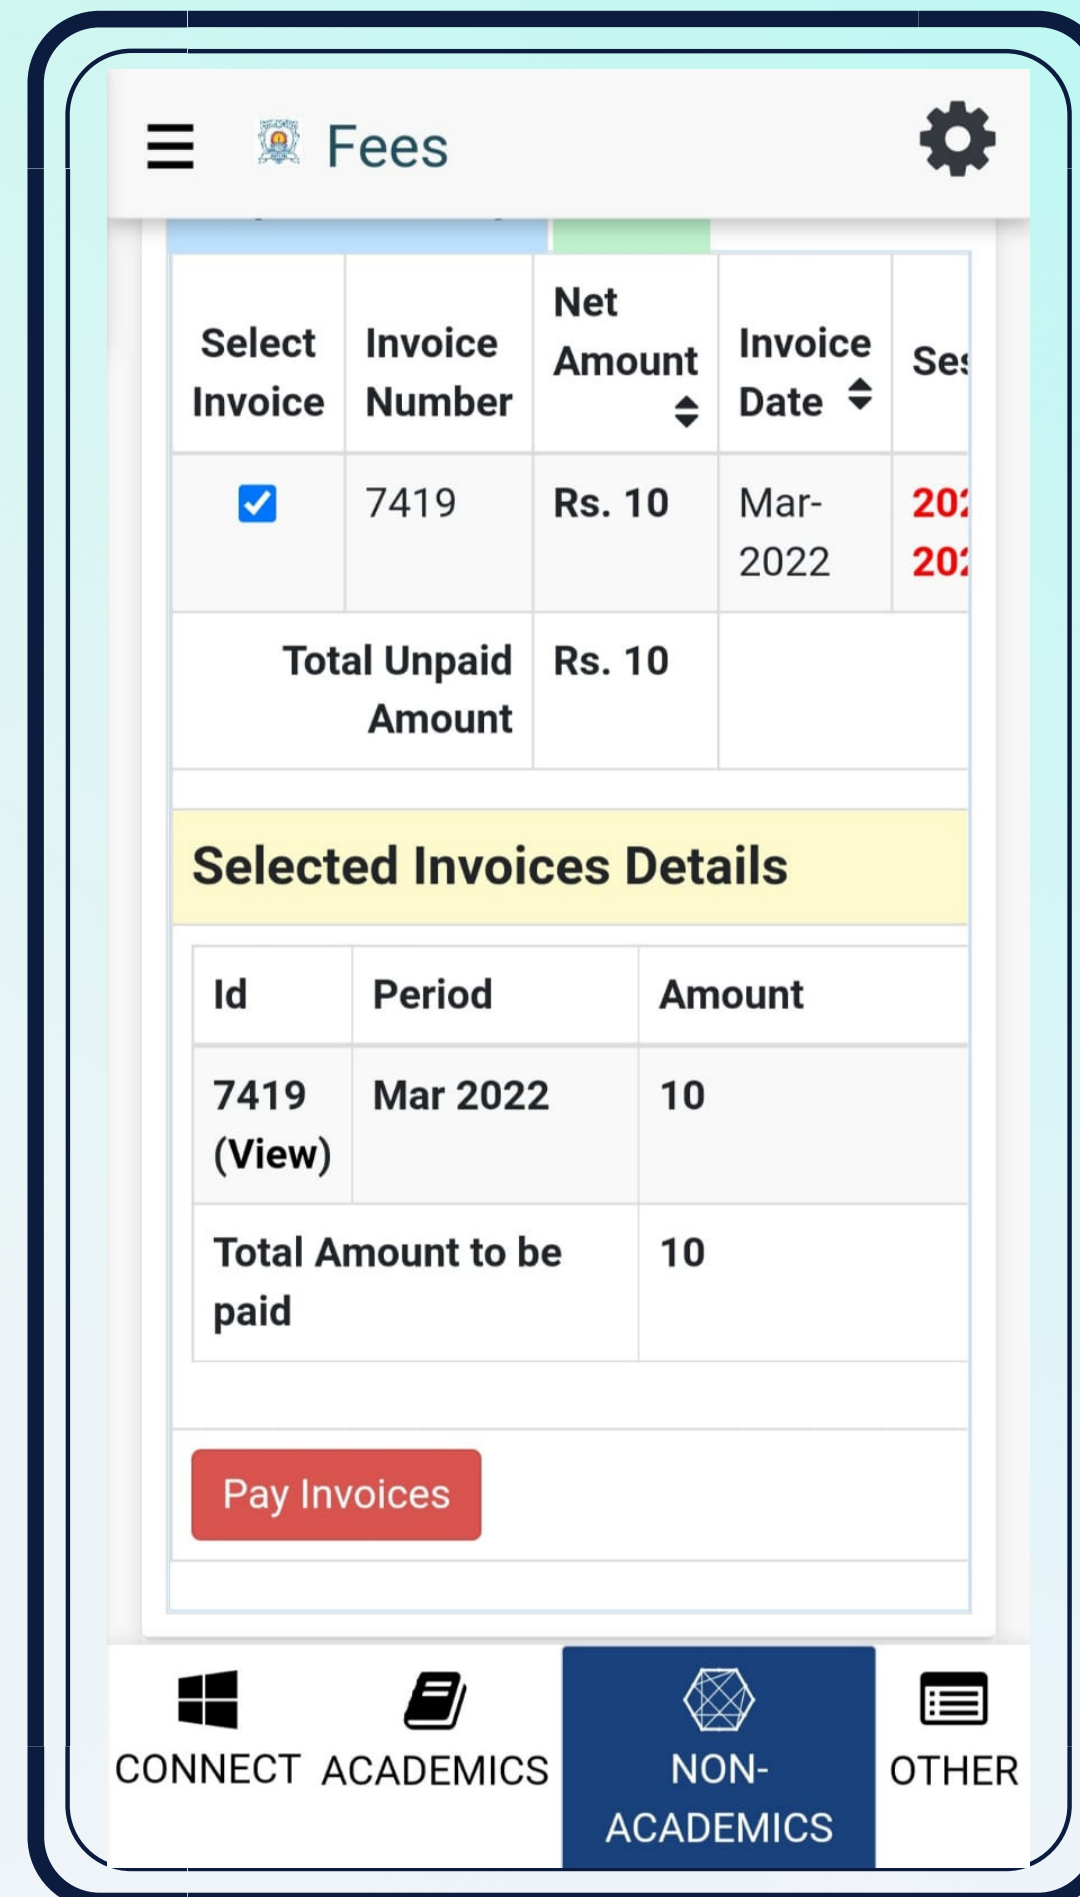 Fees
Select
Invoice
Invoice
Number
Net
Amount
Invoice
Date
7419
Rs. 10
Mar-
2022
Total Unpaid
Amount
Rs. 10
Selected Invoices Details
Id
Period
Amount
7419
(View)
Mar 2022
10
Total Amount to be
paid
10
Pay Invoices
CONNECT
ACADEMICS
NON-
ACADEMICS
OTHER